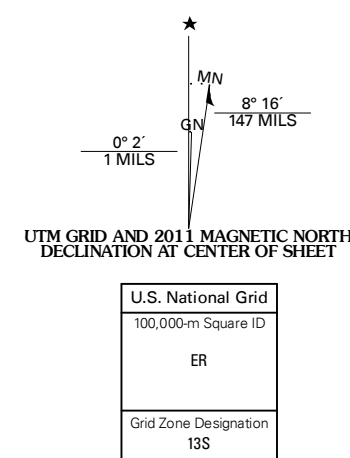 ★
MN
8° 16´
147 MILS
GN
0° 2´
1 MILS
UTM GRID AND 2011 MAGNETIC NORTH
DECLINATION AT CENTER OF SHEET
U.S. National Grid
100,000-m Square ID
ER
Grid Zone Designation
13S